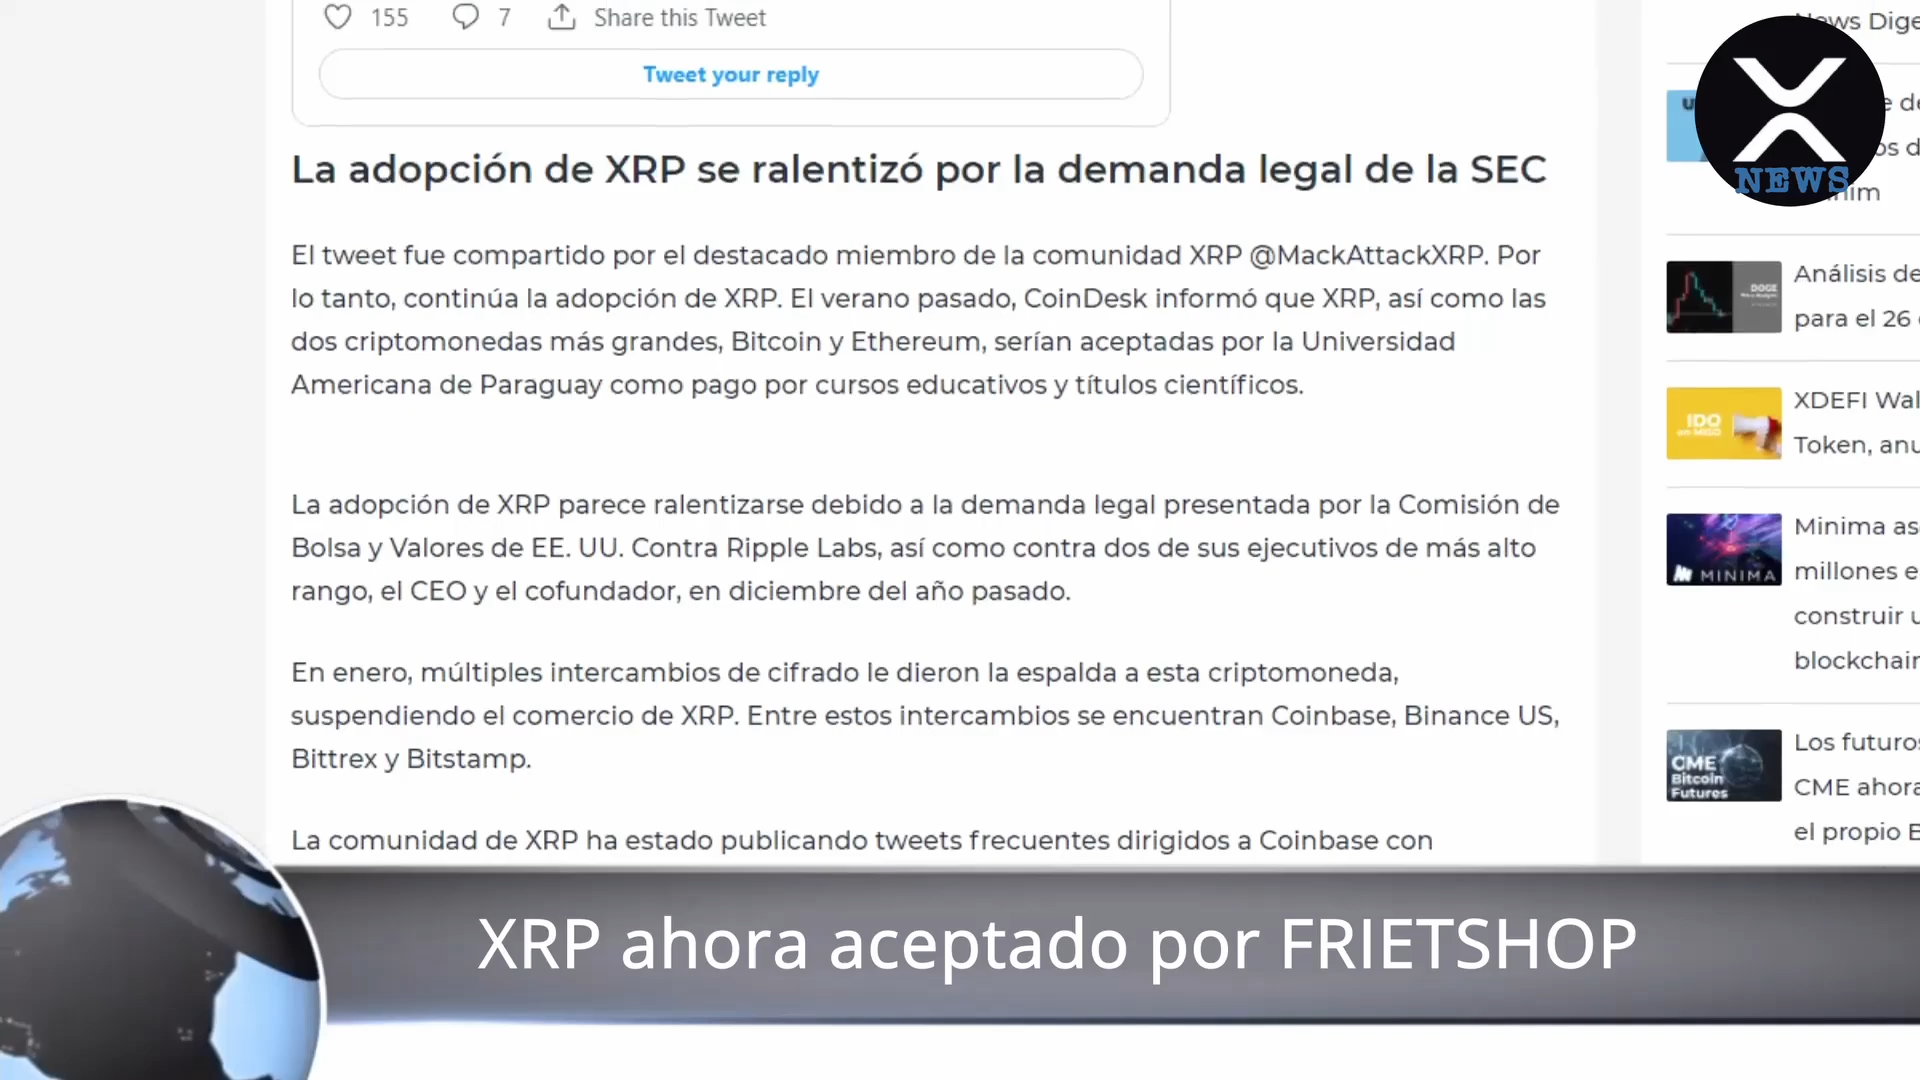 155 7 Share this Tweet
Tweet your reply
La adopción de XRP se ralentizó por la demanda legal de la SEC
El tweet fue compartido por el destacado miembro de la comunidad XRP @MackAttackXRP. Por
lo tanto, continúa la adopción de XRP. El verano pasado, CoinDesk informó que XRP, así como las
dos criptomonedas más grandes, Bitcoin y Ethereum, serían aceptadas por la Universidad
Americana de Paraguay como pago por cursos educativos y títulos científicos.
La adopción de XRP parece ralentizarse debido a la demanda legal presentada por la Comisión de
Bolsa y Valores de EE. UU. Contra Ripple Labs, así como contra dos de sus ejecutivos de más alto
rango, el CEO y el cofundador, en diciembre del año pasado.
En enero, múltiples intercambios de cifrado le dieron la espalda a esta criptomoneda,
suspendiendo el comercio de XRP. Entre estos intercambios se encuentran Coinbase, Binance US,
Bittrex y Bitstamp.
La comunidad de XRP ha estado publicando tweets frecuentes dirigidos a Coinbase con
NEWS
DOGE
Análisis de
para el 26
IDO
XDEFI Wal
Token, anu
MINIMA
Minima as
millones e
construir u
blockchain
CME
Bitcoin
Futures
Los futuros
CME ahora
el propio B
XRP ahora aceptado por FRIETSHOP